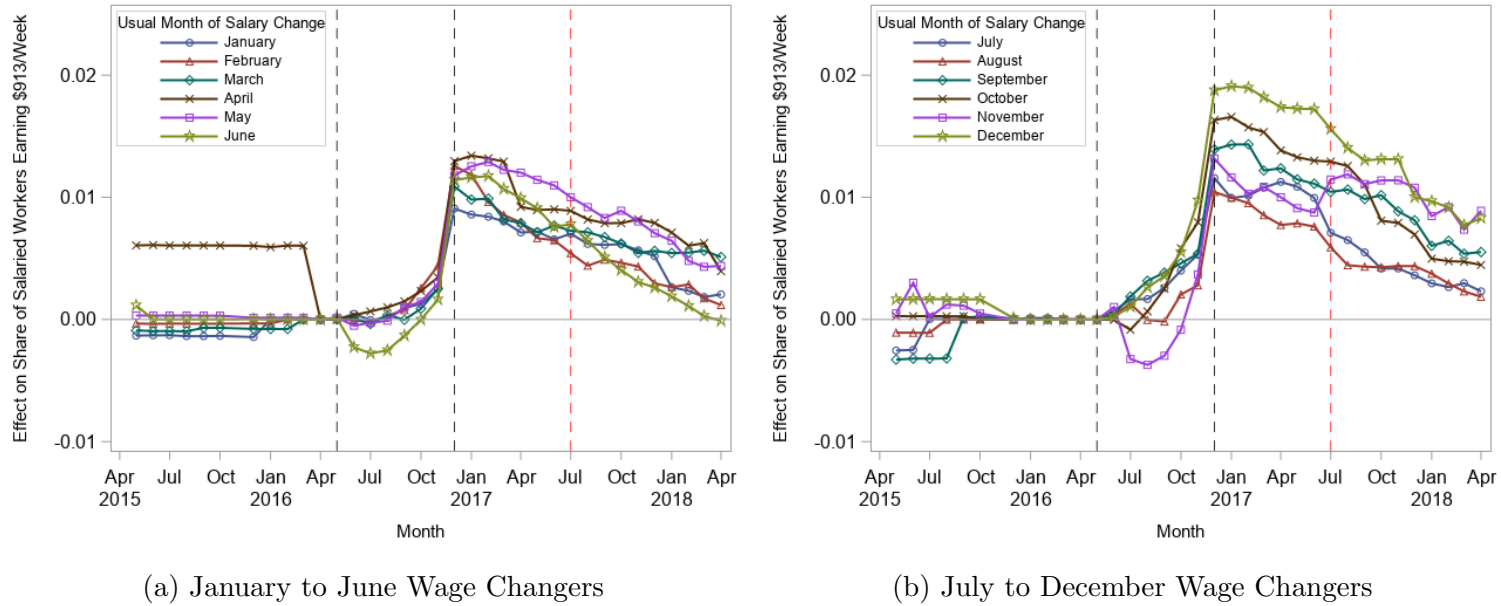 Effect on Share of Salaried Workers Earning $913/Week
Usual Month of Salary Change
January
February
March
April
May
June
0.02
0.01
0.00
-0.01
Apr Jul Oct Jan Apr Jul Oct Jan Apr Jul Oct Jan Apr
2015 2016 2017 2018
Month
(a) January to June Wage Changers
Effect on Share of Salaried Workers Earning $913/Week
Usual Month of Salary Change
July
August
September
October
November
December
0.02
0.01
0.00
-0.01
Apr Jul Oct Jan Apr Jul Oct Jan Apr Jul Oct Jan Apr
2015 2016 2017 2018
Month
(b) July to December Wage Changers